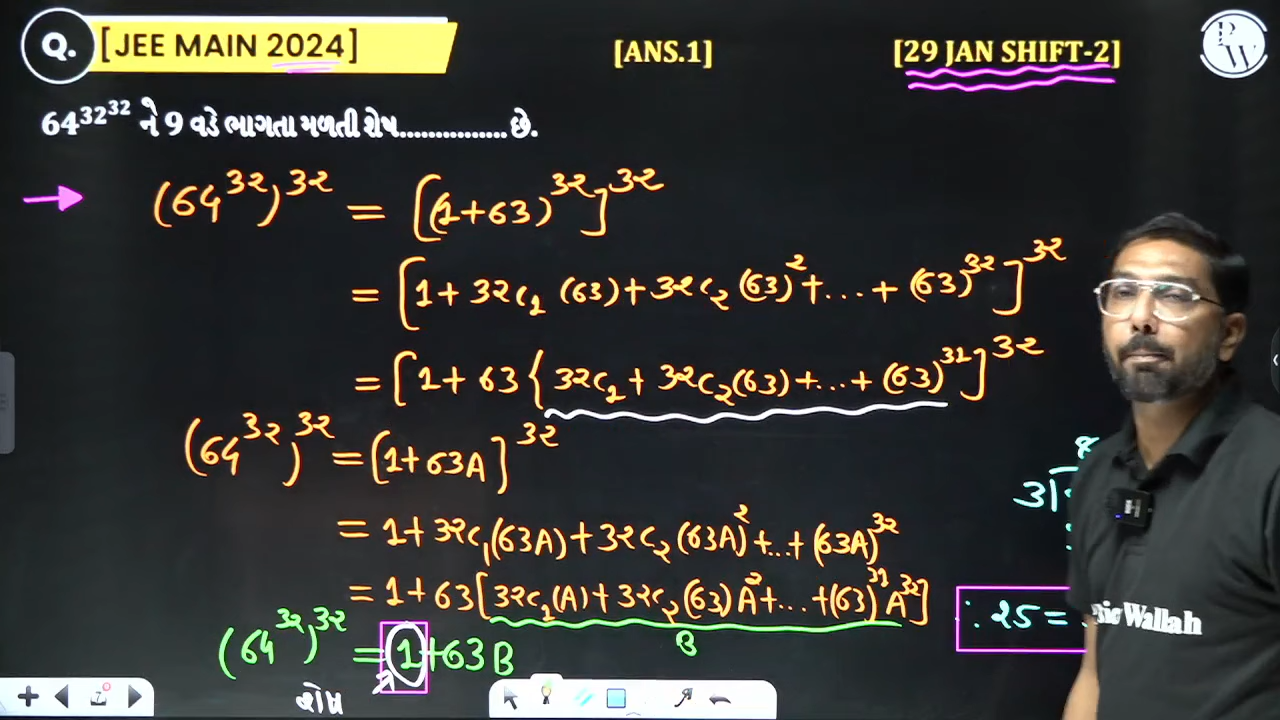 Q. [JEE MAIN 2024] [ANS.1] [29 JAN SHIFT-2]
PW
64^32^32 ને 9 વડે ભાગતા મળતી શેષ................ છે.
→ (64^32)^32 = [(1+63)^32]^32
= [1 + 32C1 (63) + 32C2 (63)^2 + ... + (63)^32]^32
= [1 + 63 { 32C1 + 32C2 (63) + ... + (63)^31 ]^32
(64^32)^32 = [1 + 63A]^32
= 1 + 32C1 (63A) + 32C2 (63A)^2 + ... + (63A)^32
= 1 + 63 [32C1 (A) + 32C2 (63) A^2 + ... + (63)^31 A^32]
B
(64^32)^32 = 1 + 63B
શેષ
3
∴ 25 =
Wallah